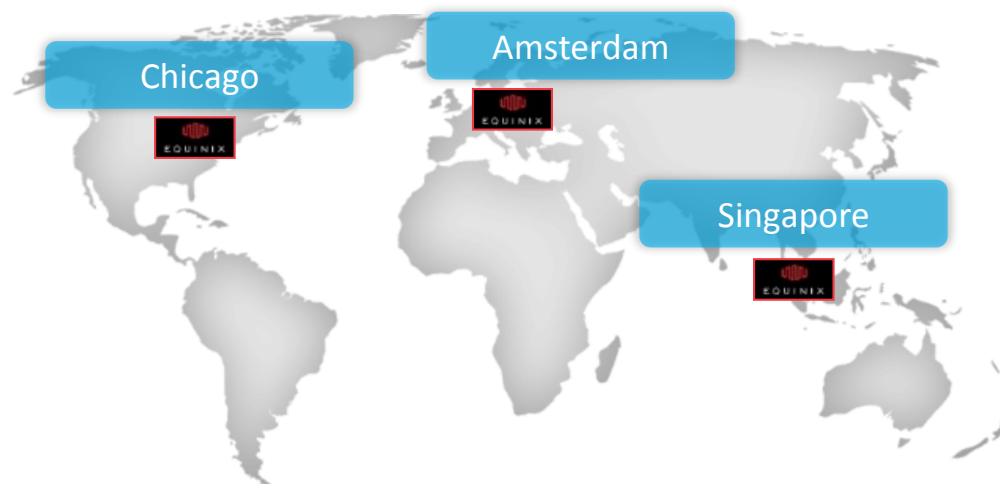 Amsterdam
Chicago
EQUINIX
EQUINIX
Singapore
EQUINIX